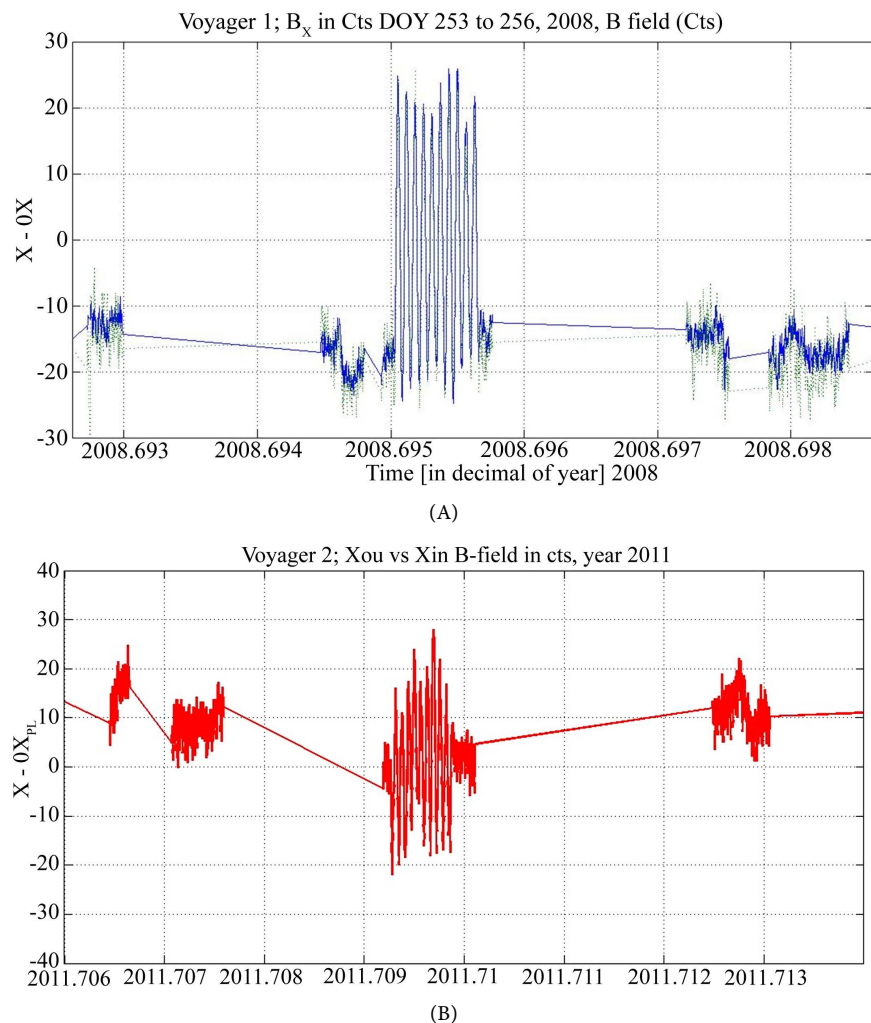 Voyager 1; BX in Cts DOY 253 to 256, 2008, B field (Cts)
30
20
10
0
-10
-20
-30
X - 0X
2008.693 2008.694 2008.695 2008.696 2008.697 2008.698
Time [in decimal of year] 2008
(A)
Voyager 2; Xou vs Xin B-field in cts, year 2011
40
30
20
10
0
-10
-20
-30
-40
X - 0XPL
2011.706 2011.707 2011.708 2011.709 2011.71 2011.711 2011.712 2011.713
(B)